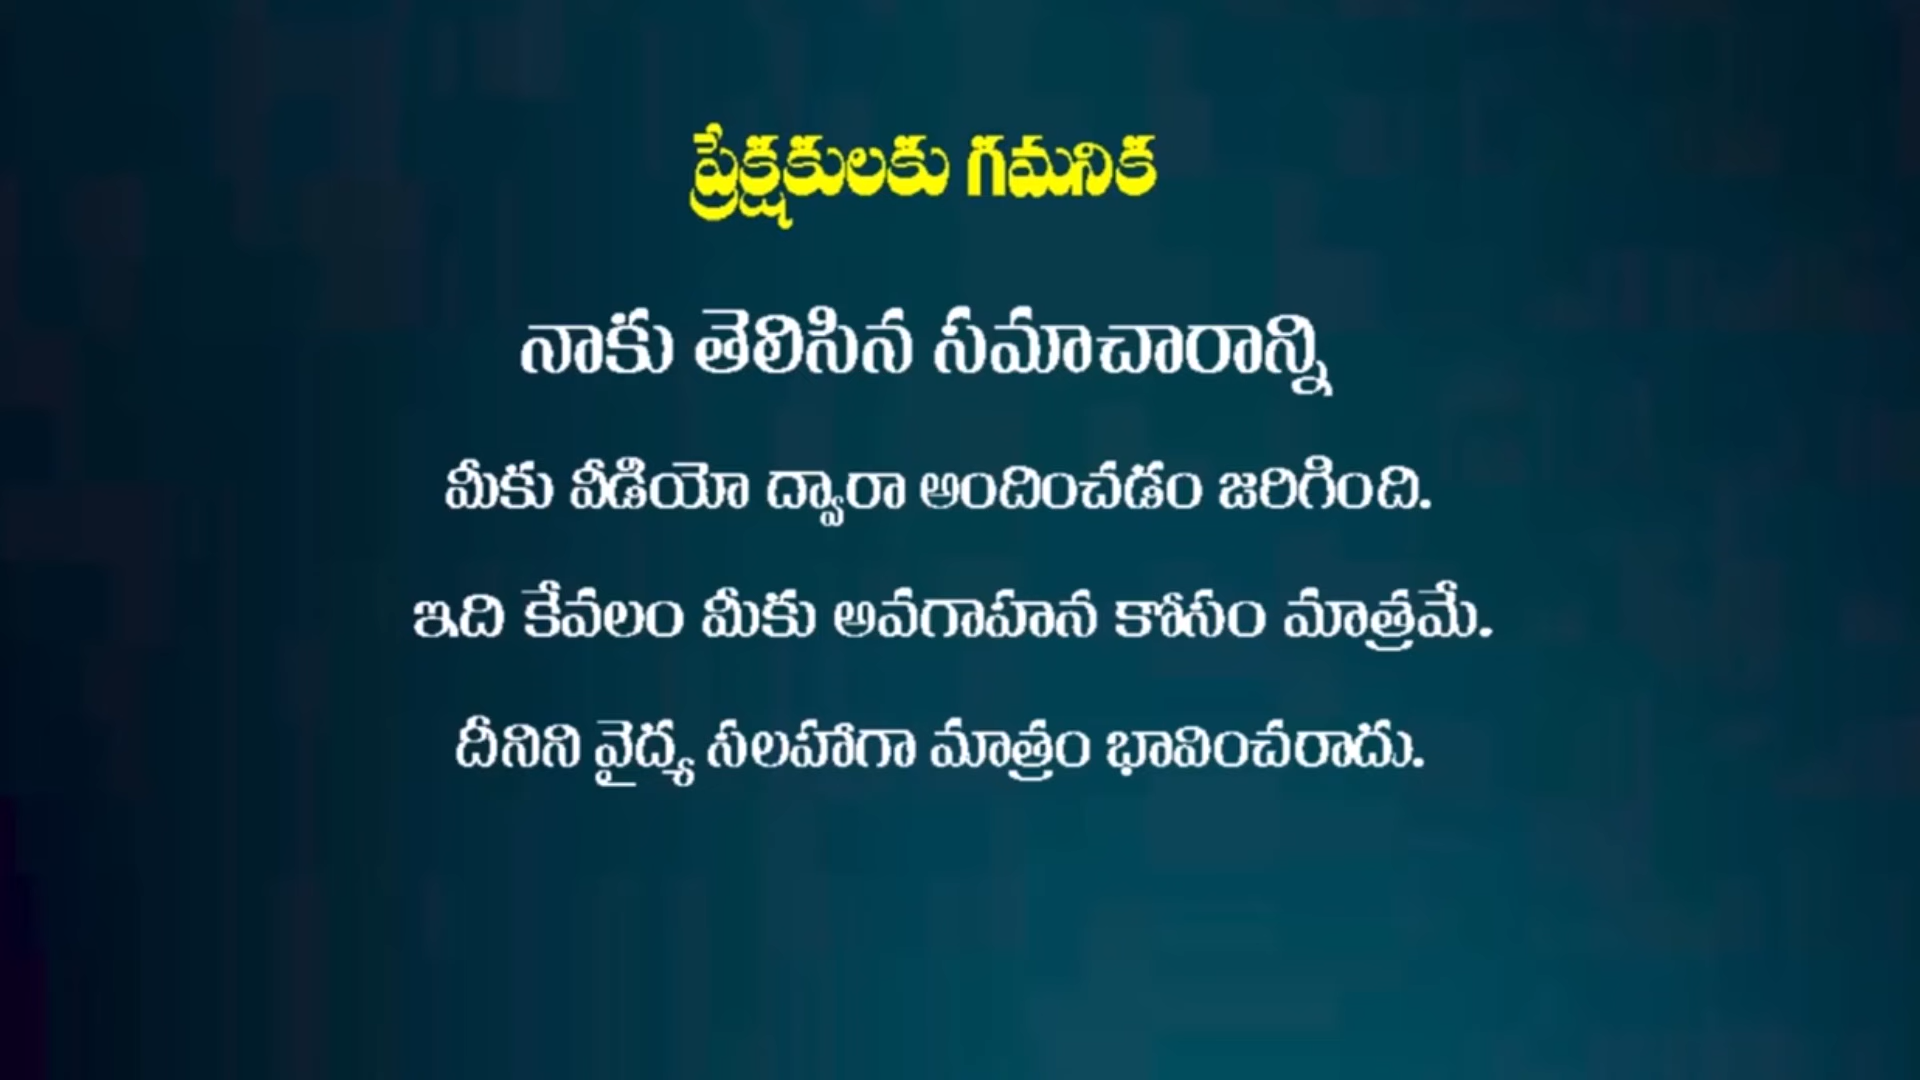 ప్రేక్షకులకు గమనిక
నాకు తెలిసిన సమాచారాన్ని
మీకు వీడియో ద్వారా అందించడం జరిగింది.
ఇది కేవలం మీకు అవగాహన కోసం మాత్రమే.
దీనిని వైద్య సలహాగా మాత్రం భావించరాదు.